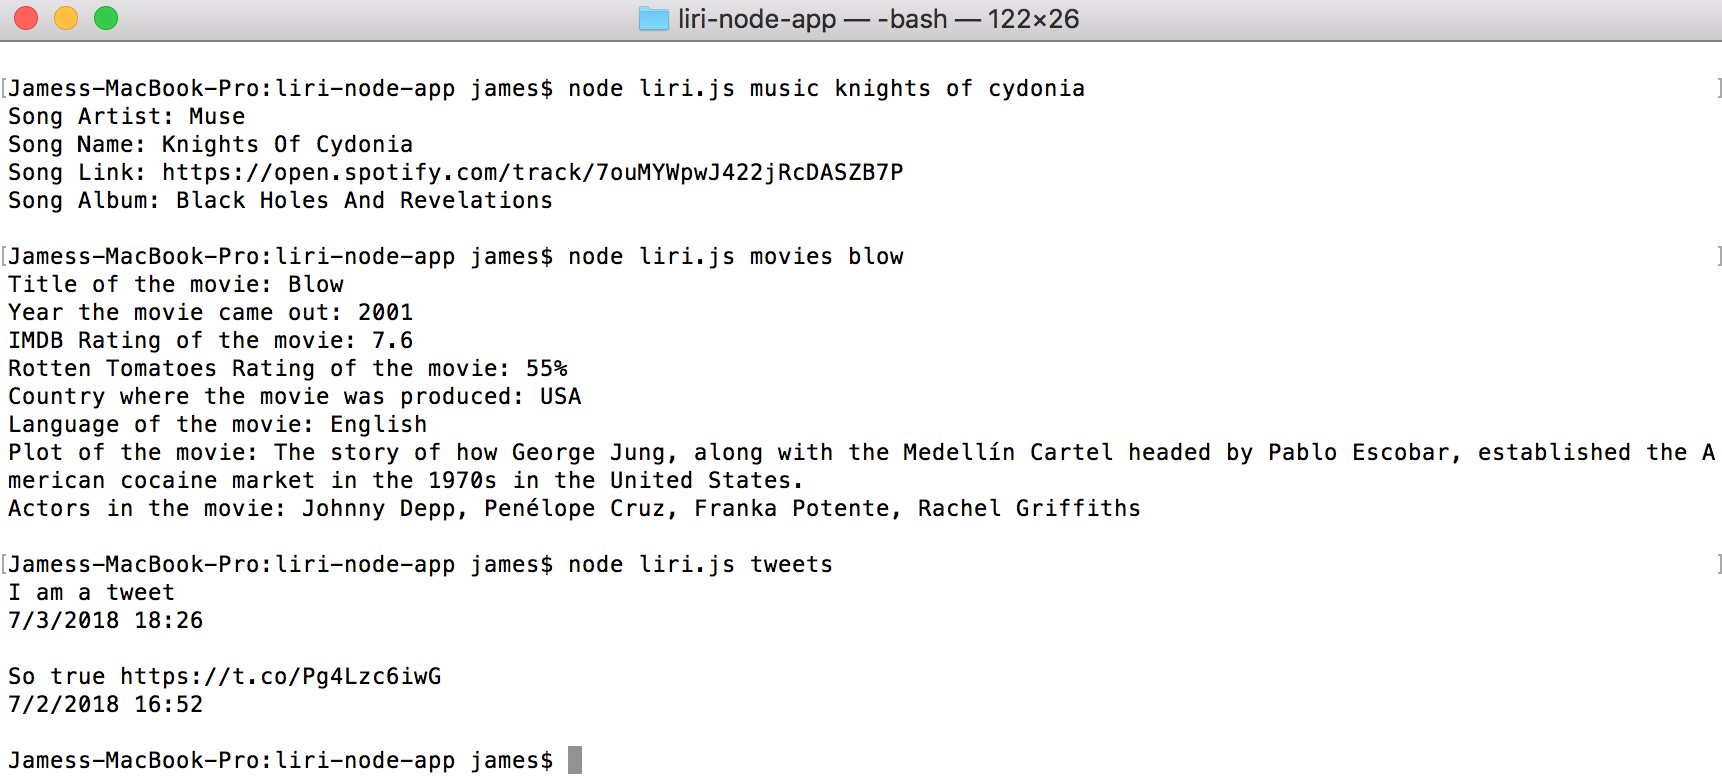 liri-node-app — -bash — 122×26
[Jamess-MacBook-Pro:liri-node-app james$ node liri.js music knights of cydonia ]
Song Artist: Muse
Song Name: Knights Of Cydonia
Song Link: https://open.spotify.com/track/7ouMYWpwJ422jRcDASZB7P
Song Album: Black Holes And Revelations
[Jamess-MacBook-Pro:liri-node-app james$ node liri.js movies blow ]
Title of the movie: Blow
Year the movie came out: 2001
IMDB Rating of the movie: 7.6
Rotten Tomatoes Rating of the movie: 55%
Country where the movie was produced: USA
Language of the movie: English
Plot of the movie: The story of how George Jung, along with the Medellín Cartel headed by Pablo Escobar, established the A
merican cocaine market in the 1970s in the United States.
Actors in the movie: Johnny Depp, Penélope Cruz, Franka Potente, Rachel Griffiths
[Jamess-MacBook-Pro:liri-node-app james$ node liri.js tweets ]
I am a tweet
7/3/2018 18:26
So true https://t.co/Pg4Lzc6iwG
7/2/2018 16:52
Jamess-MacBook-Pro:liri-node-app james$